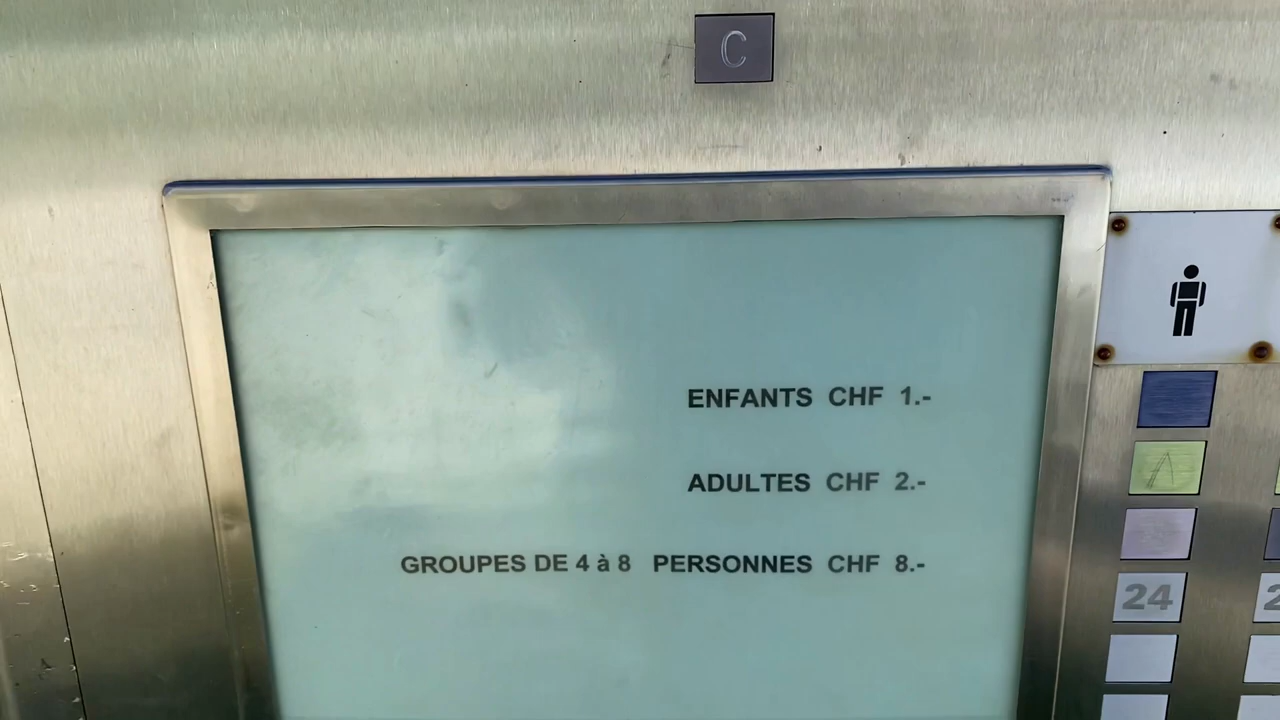 C
ENFANTS CHF 1.-
ADULTES CHF 2.-
GROUPES DE 4 à 8 PERSONNES CHF 8.-
24